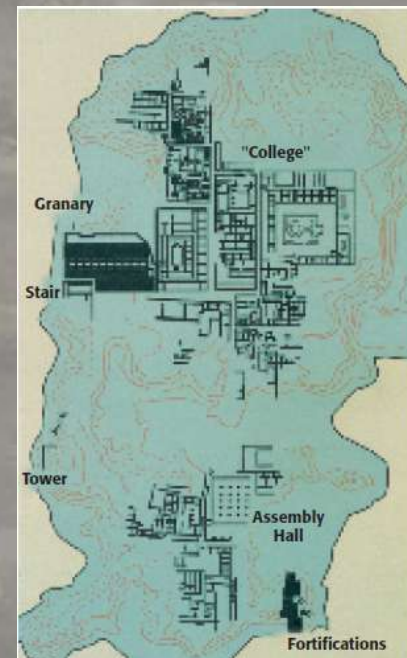 "College"
Granary
Stair
Tower
Assembly
Hall
Fortifications